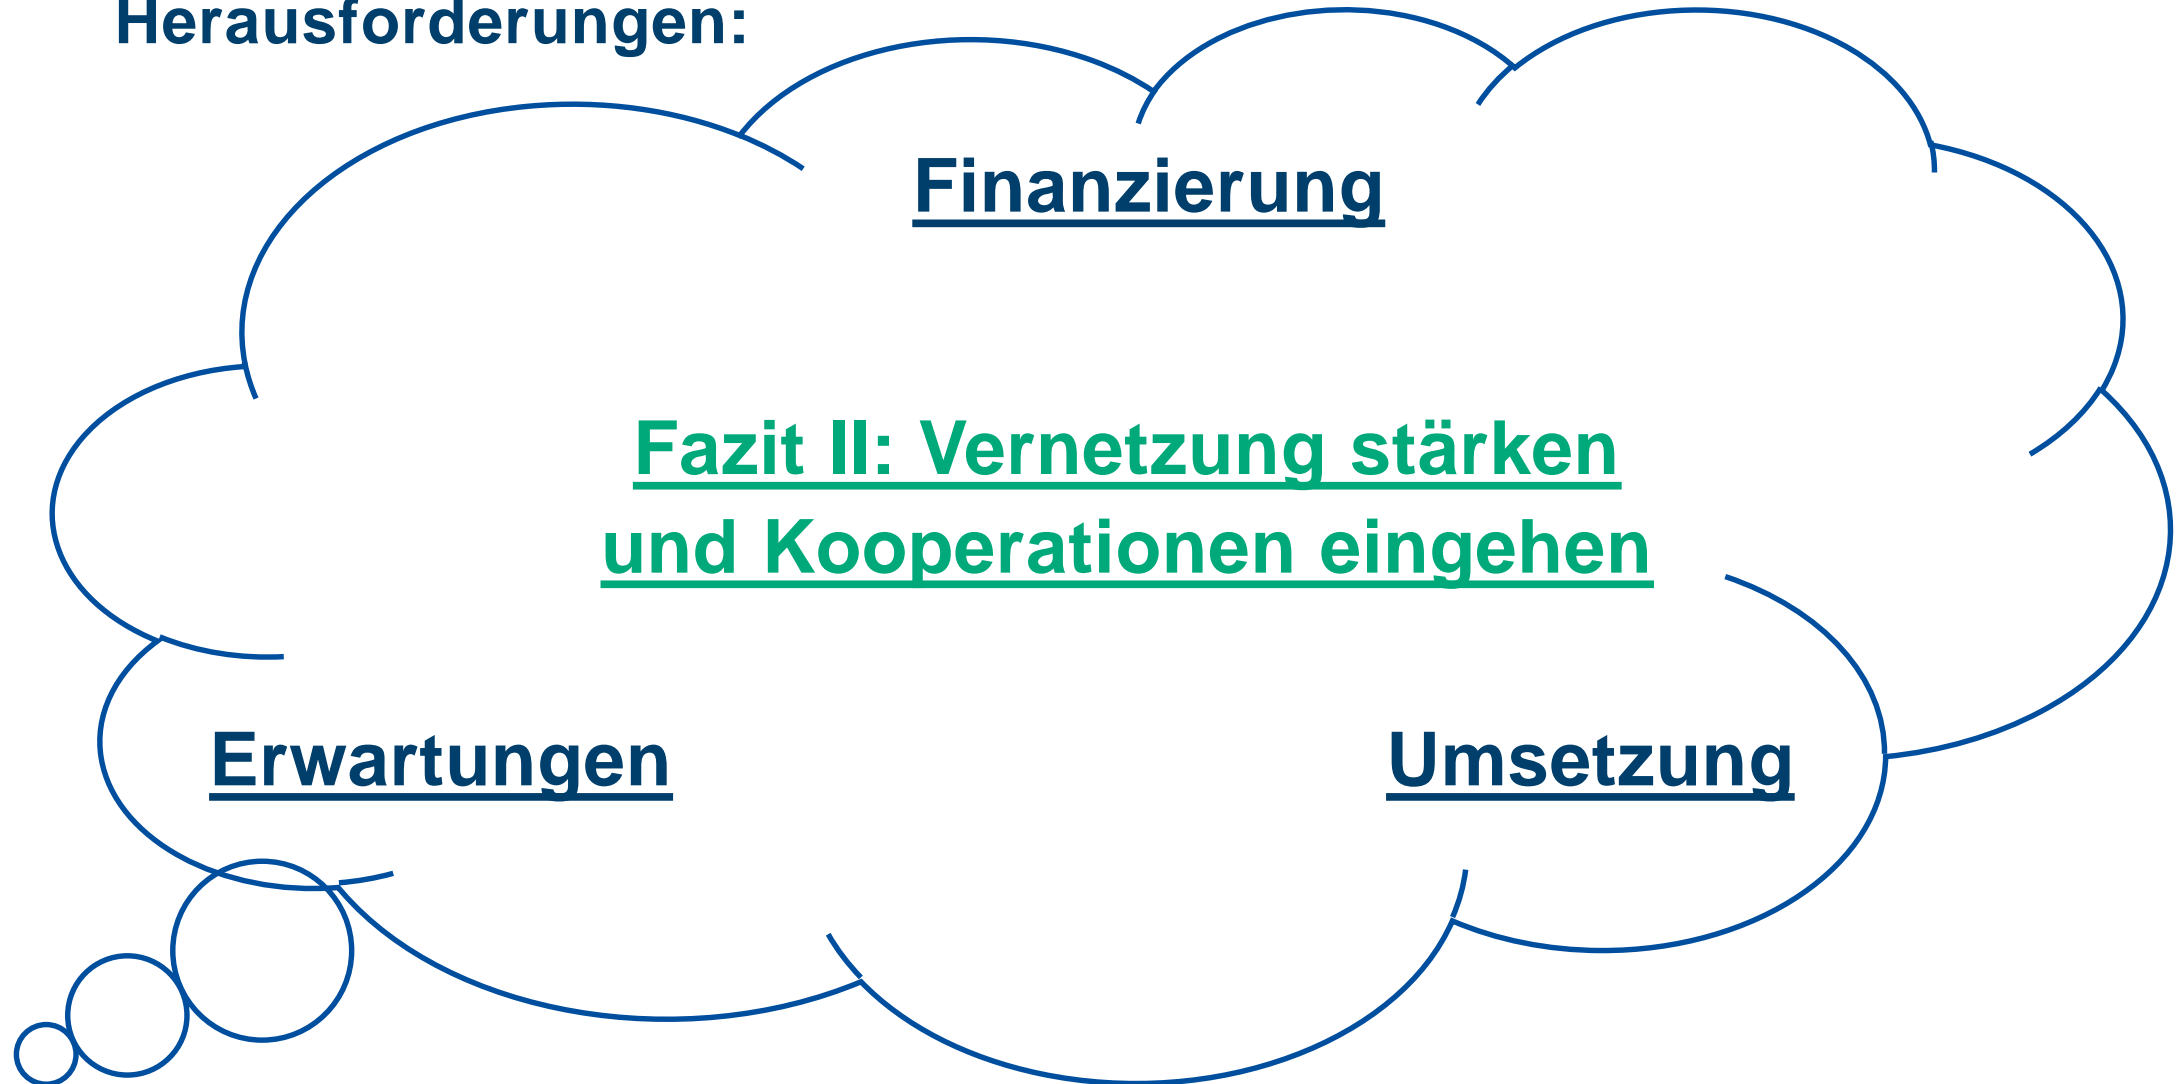 Herausforderungen:
Finanzierung
Fazit II: Vernetzung stärken
und Kooperationen eingehen
Erwartungen
Umsetzung